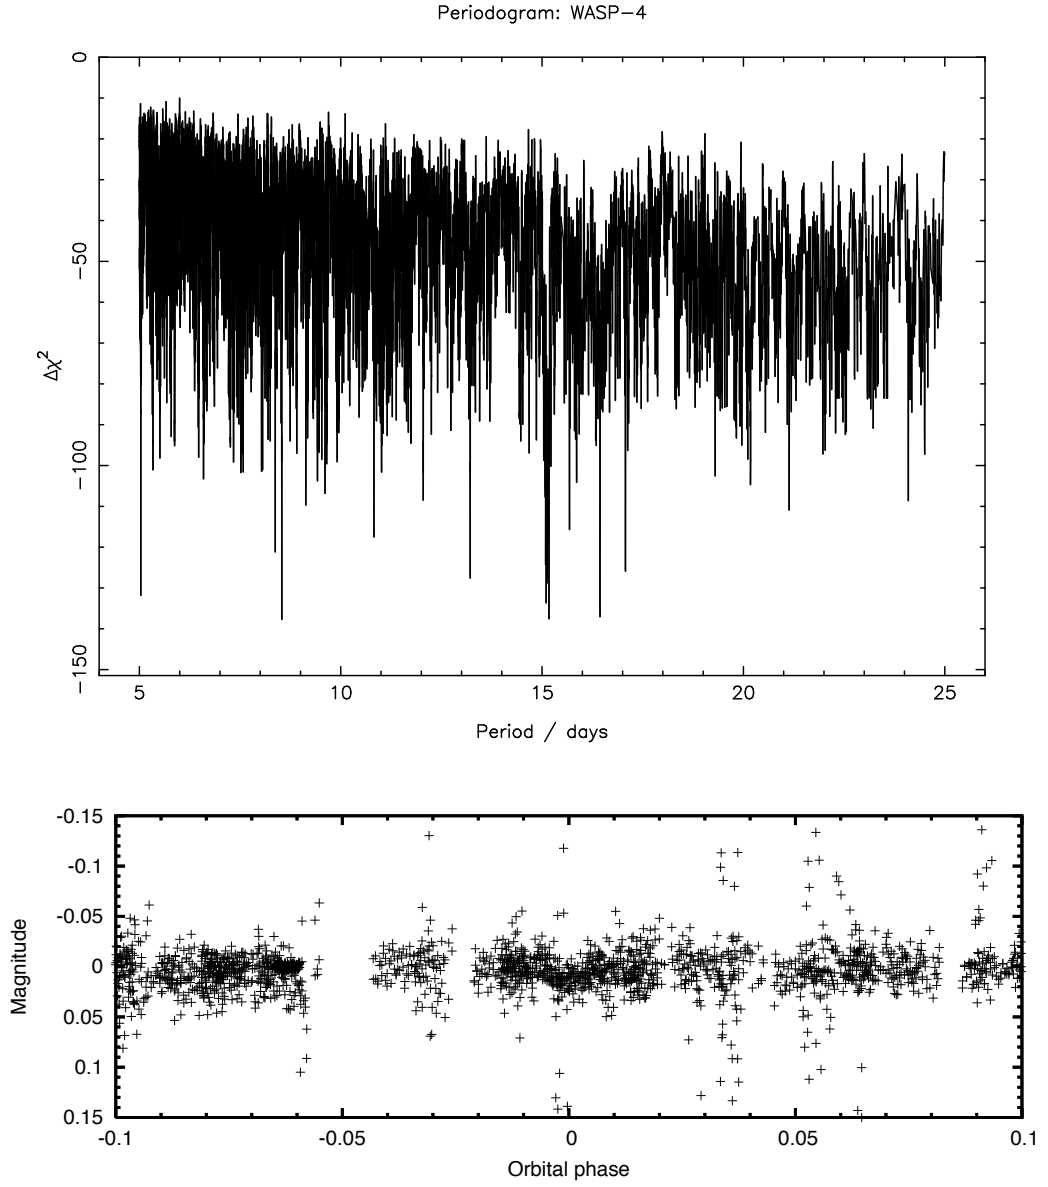 Periodogram: WASP−4
0
−50
−100
−150
Δχ²
5 10 15 20 25
Period / days
-0.15
-0.1
-0.05
0
0.05
0.1
0.15
Magnitude
-0.1 -0.05 0 0.05 0.1
Orbital phase